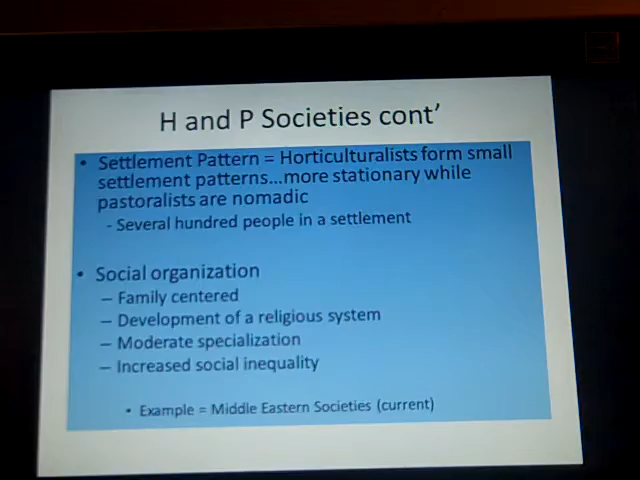 H and P Societies cont’
• Settlement Pattern = Horticulturalists form small
settlement patterns...more stationary while
pastoralists are nomadic
- Several hundred people in a settlement
• Social organization
– Family centered
– Development of a religious system
– Moderate specialization
– Increased social inequality
• Example = Middle Eastern Societies (current)